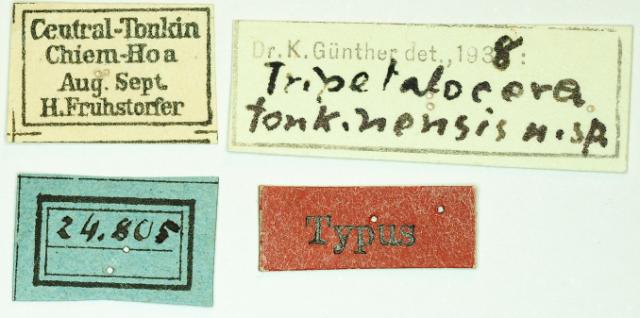 Central-Tonkin
Chiem-Hoa
Aug. Sept.
H. Fruhstorfer
Dr. K. Günther det., 1938:
Tripetalocera
tonkinensis n. sp.
24.805
Typus